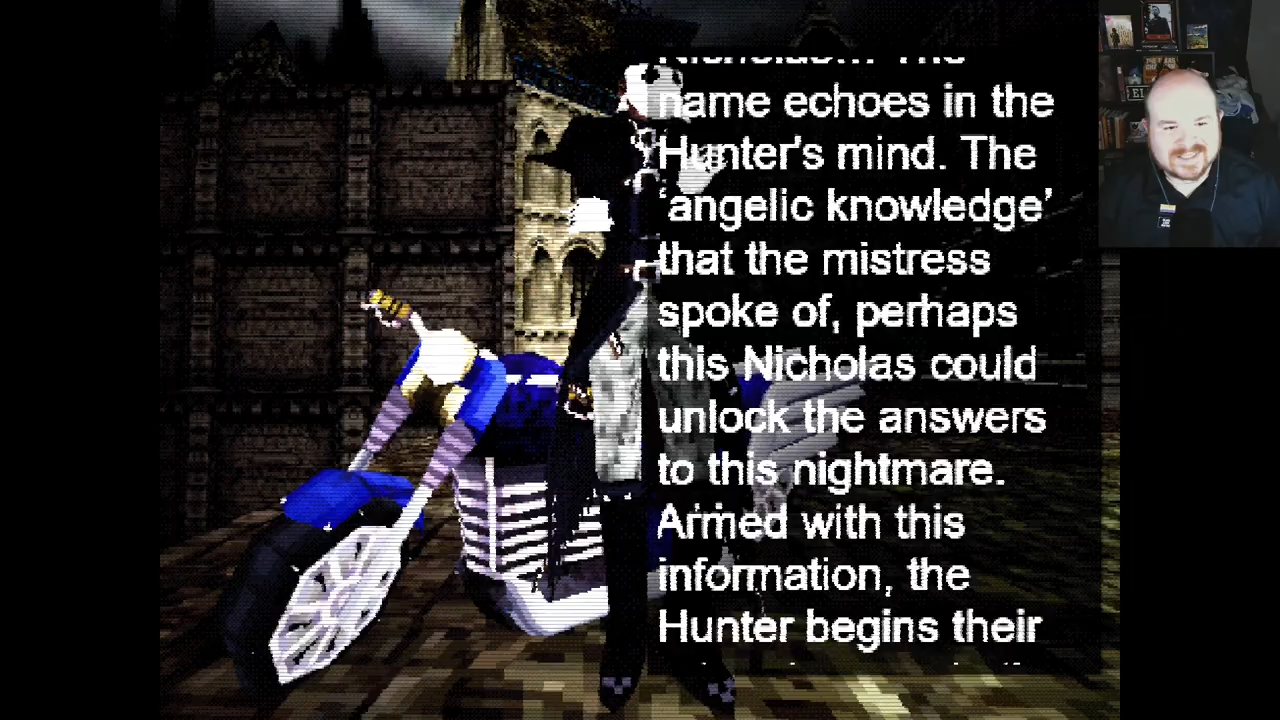 name echoes in the
Hunter's mind. The
‘angelic knowledge’
that the mistress
spoke of, perhaps
this Nicholas could
unlock the answers
to this nightmare.
Armed with this
information, the
Hunter begins their